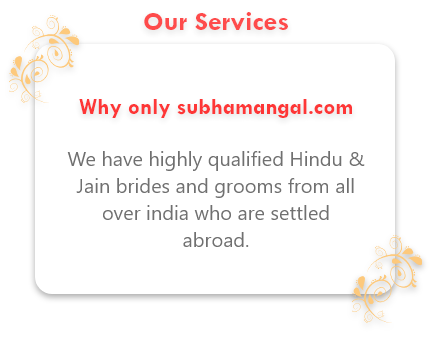 Our Services
Why only subhamangal.com
We have highly qualified Hindu &
Jain brides and grooms from all
over india who are settled
abroad.